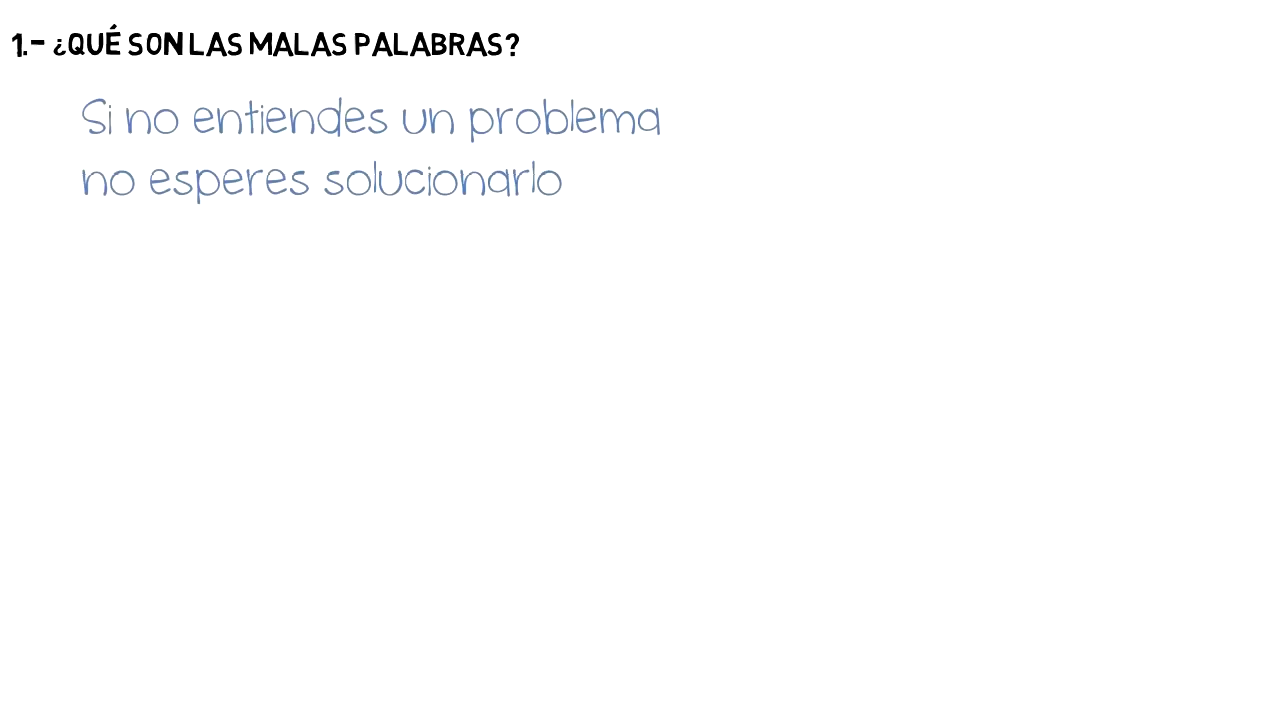 1.- ¿QUÉ SON LAS MALAS PALABRAS?
Si no entiendes un problema
no esperes solucionarlo